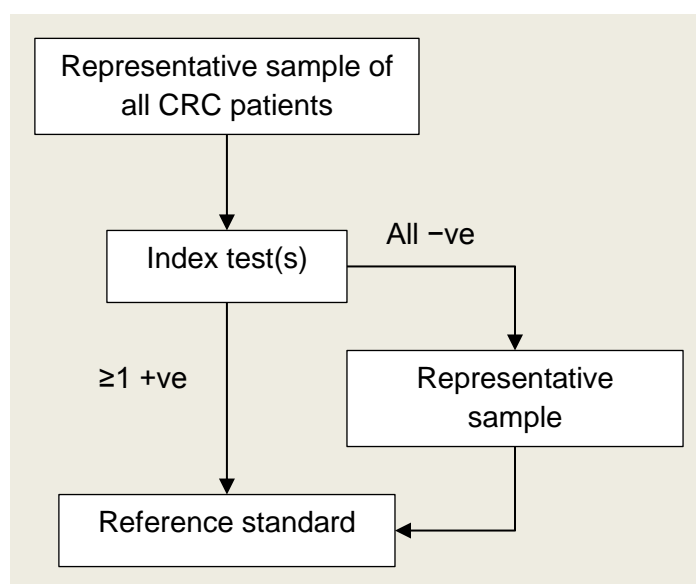 Representative sample of
all CRC patients
Index test(s)
All −ve
≥1 +ve
Representative
sample
Reference standard